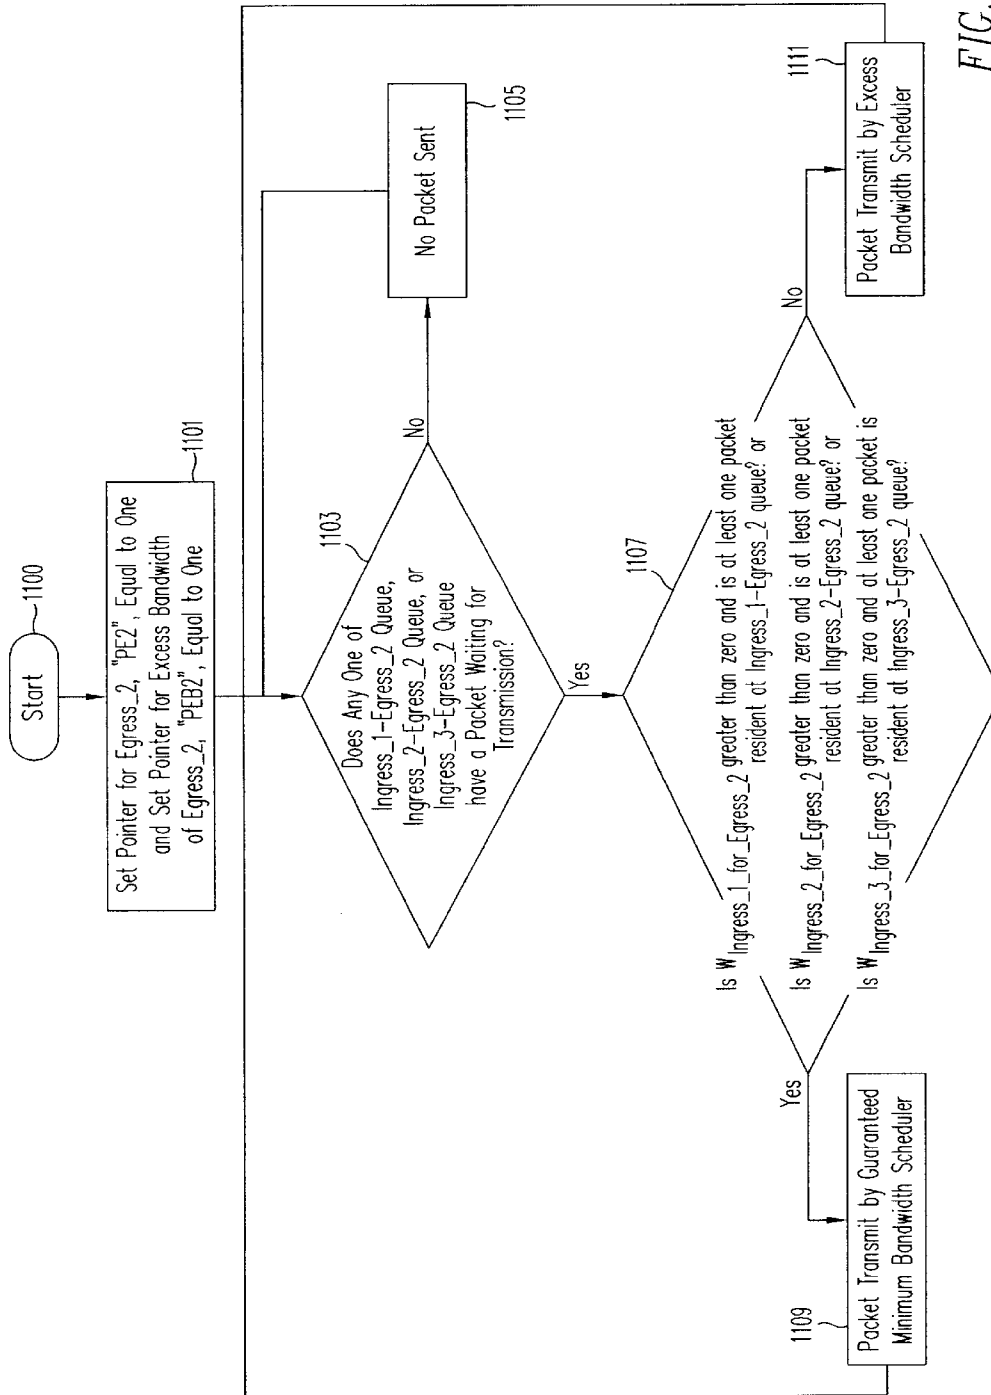 Start
1100
Set Pointer for Egress_2, "PE2", Equal to One
and Set Pointer for Excess Bandwidth
of Egress_2, "PEB2", Equal to One
1101
1103
Does Any One of
Ingress_1-Egress_2 Queue,
Ingress_2-Egress_2 Queue, or
Ingress_3-Egress_2 Queue
have a Packet Waiting for
Transmission?
No
No Packet Sent
1105
Yes
1107
Is W Ingress_1_for_Egress_2 greater than zero and is at least one packet
resident at Ingress_1-Egress_2 queue? or
Is W Ingress_2_for_Egress_2 greater than zero and is at least one packet
resident at Ingress_2-Egress_2 queue? or
Is W Ingress_3_for_Egress_2 greater than zero and at least one packet is
resident at Ingress_3-Egress_2 queue?
Yes
No
1109
Packet Transmit by Guaranteed
Minimum Bandwidth Scheduler
1111
Packet Transmit by Excess
Bandwidth Scheduler
FIG.